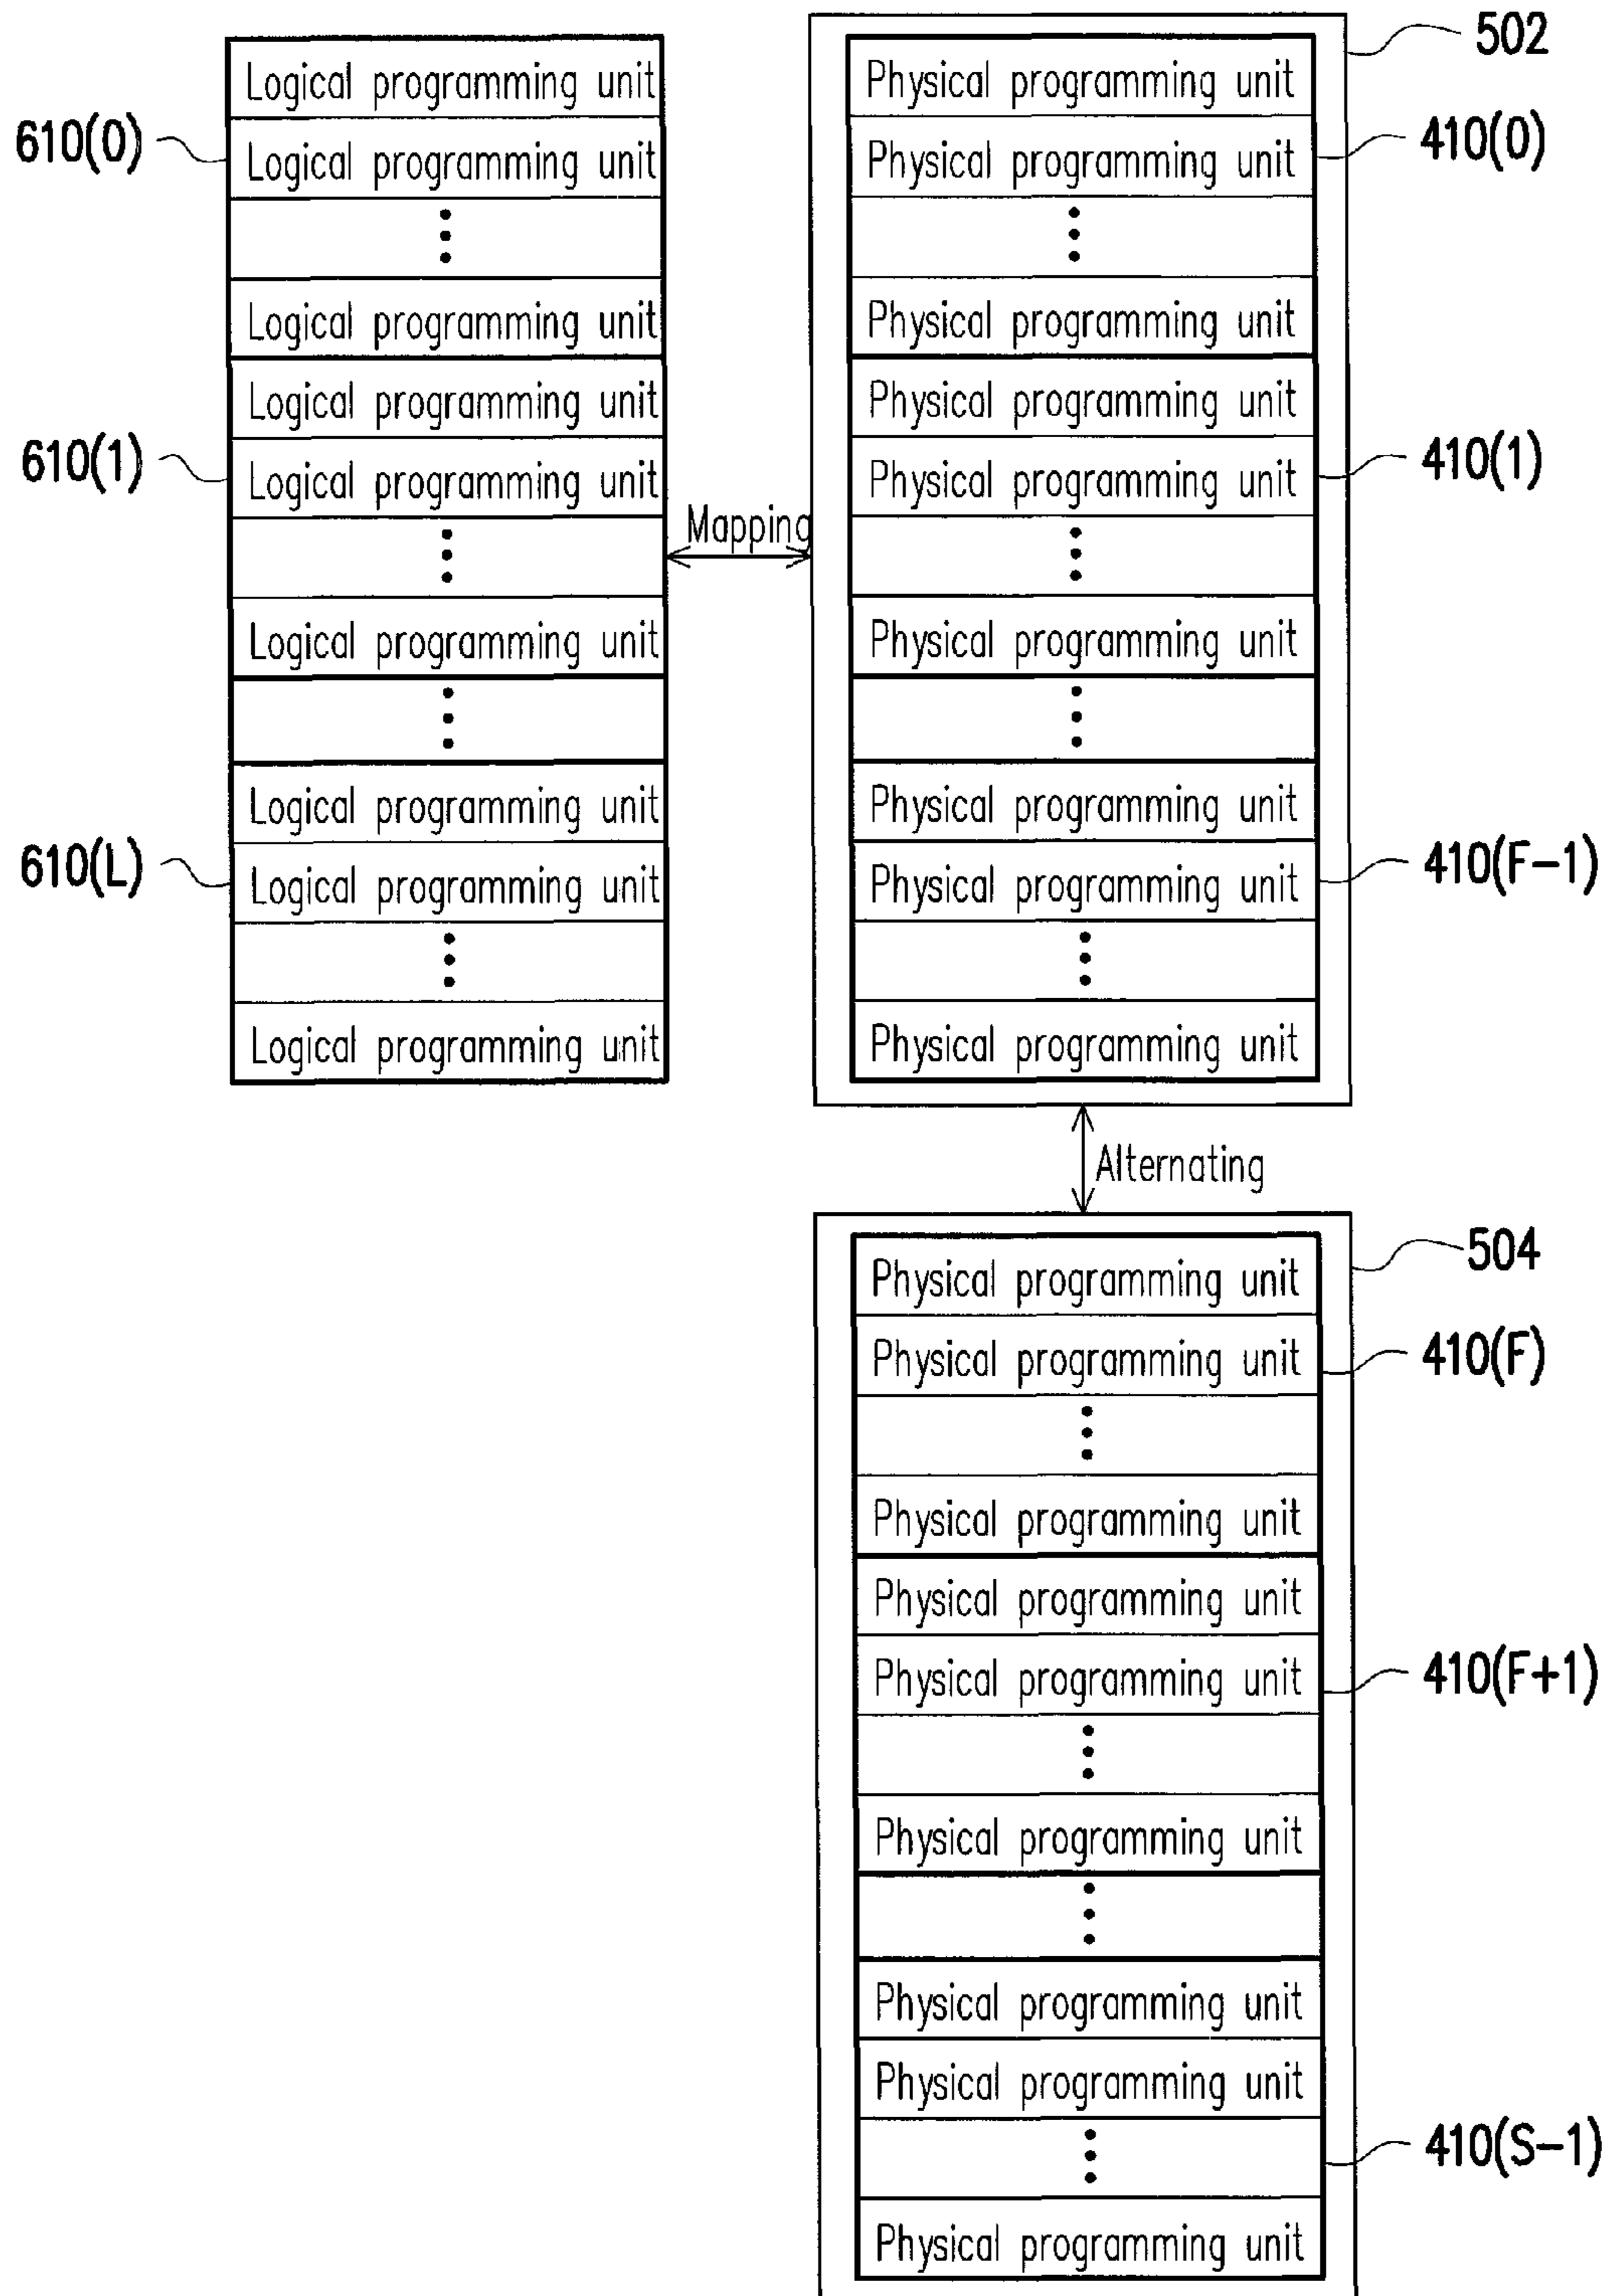 502
Logical programming unit
Physical programming unit
610(0)
Logical programming unit
Physical programming unit
410(0)
Logical programming unit
Physical programming unit
Logical programming unit
Physical programming unit
610(1)
Logical programming unit
Physical programming unit
410(1)
Mapping
Logical programming unit
Physical programming unit
Logical programming unit
Physical programming unit
610(L)
Logical programming unit
Physical programming unit
410(F-1)
Logical programming unit
Physical programming unit
Alternating
504
Physical programming unit
Physical programming unit
410(F)
Physical programming unit
Physical programming unit
Physical programming unit
410(F+1)
Physical programming unit
Physical programming unit
Physical programming unit
410(S-1)
Physical programming unit